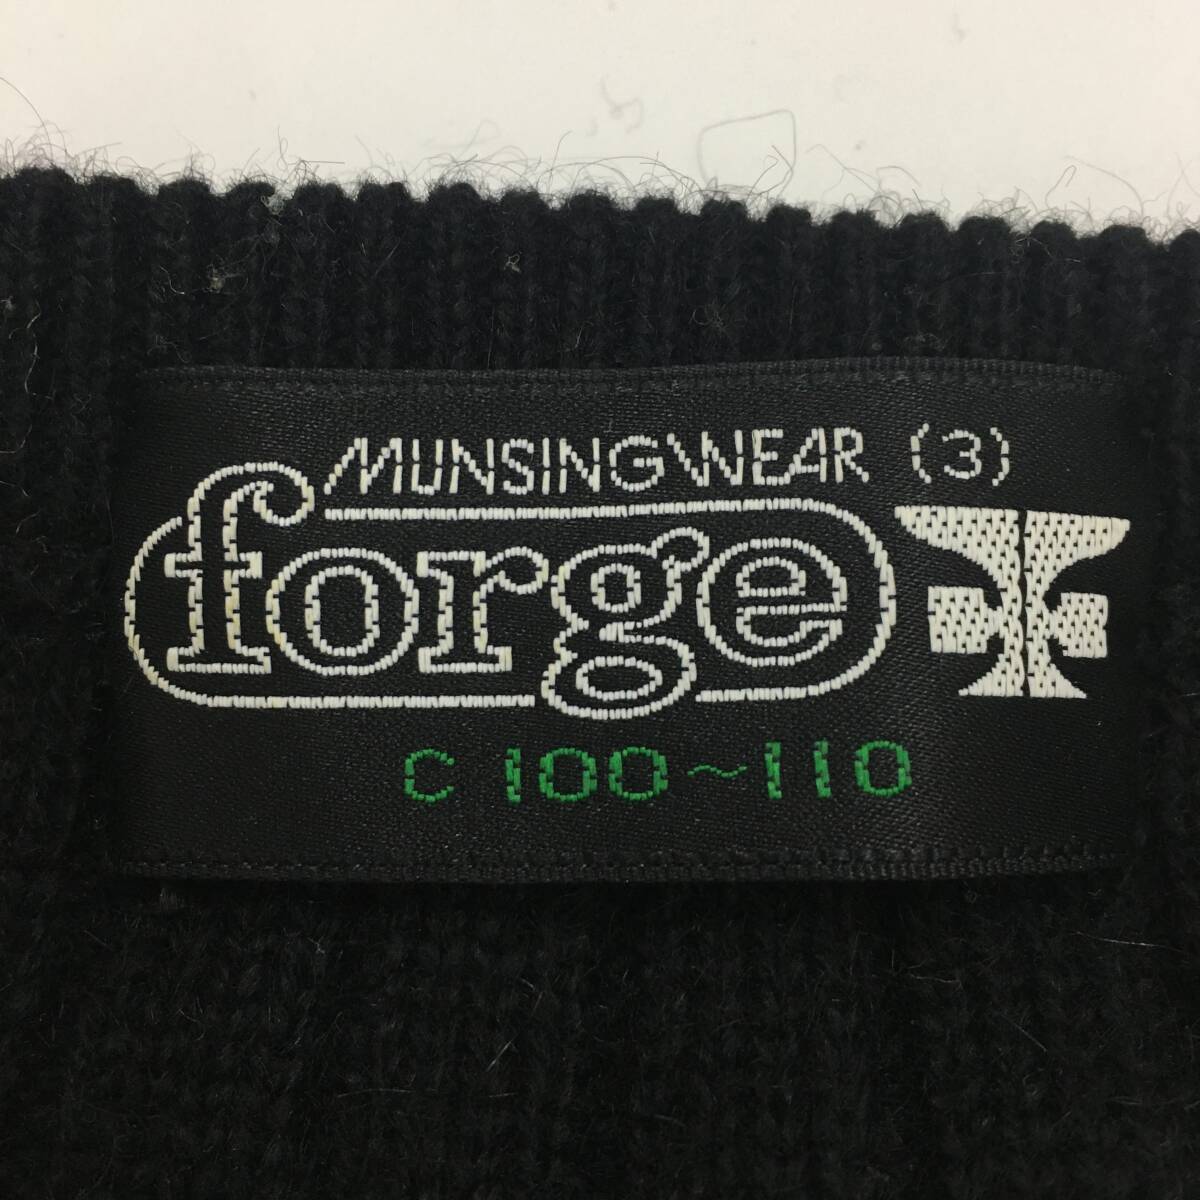 MUNSINGWEAR (3)
forge
C 100～110